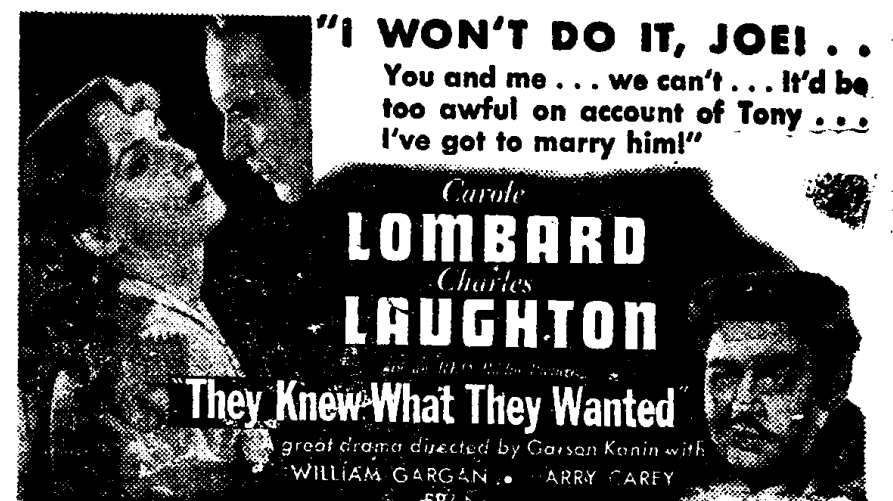 "I WON'T DO IT, JOE! . .
You and me . . . we can't . . . It'd be
too awful on account of Tony . . .
I've got to marry him!"
Carole
LOMBARD
Charles
LAUGHTON
"They Knew What They Wanted"
great drama directed by Garson Kanin with
WILLIAM GARGAN • ARRY CAREY